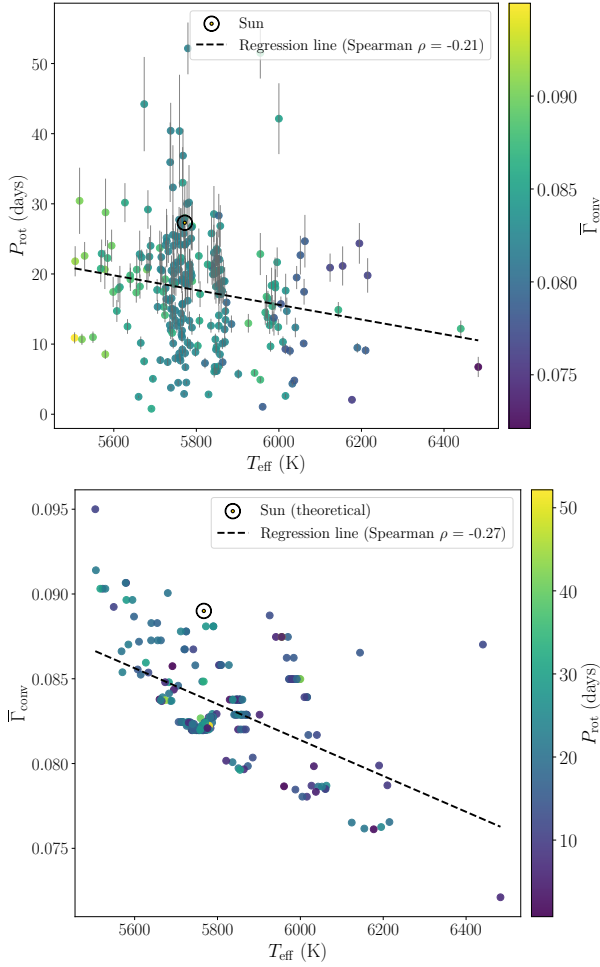 Sun
Regression line (Spearman ρ = -0.21)
50
40
30
20
10
0
P_rot (days)
5600 5800 6000 6200 6400
T_eff (K)
0.090
0.085
0.080
0.075
Γ̅_conv
Sun (theoretical)
Regression line (Spearman ρ = -0.27)
0.095
0.090
0.085
0.080
0.075
Γ̅_conv
5600 5800 6000 6200 6400
T_eff (K)
50
40
30
20
10
P_rot (days)